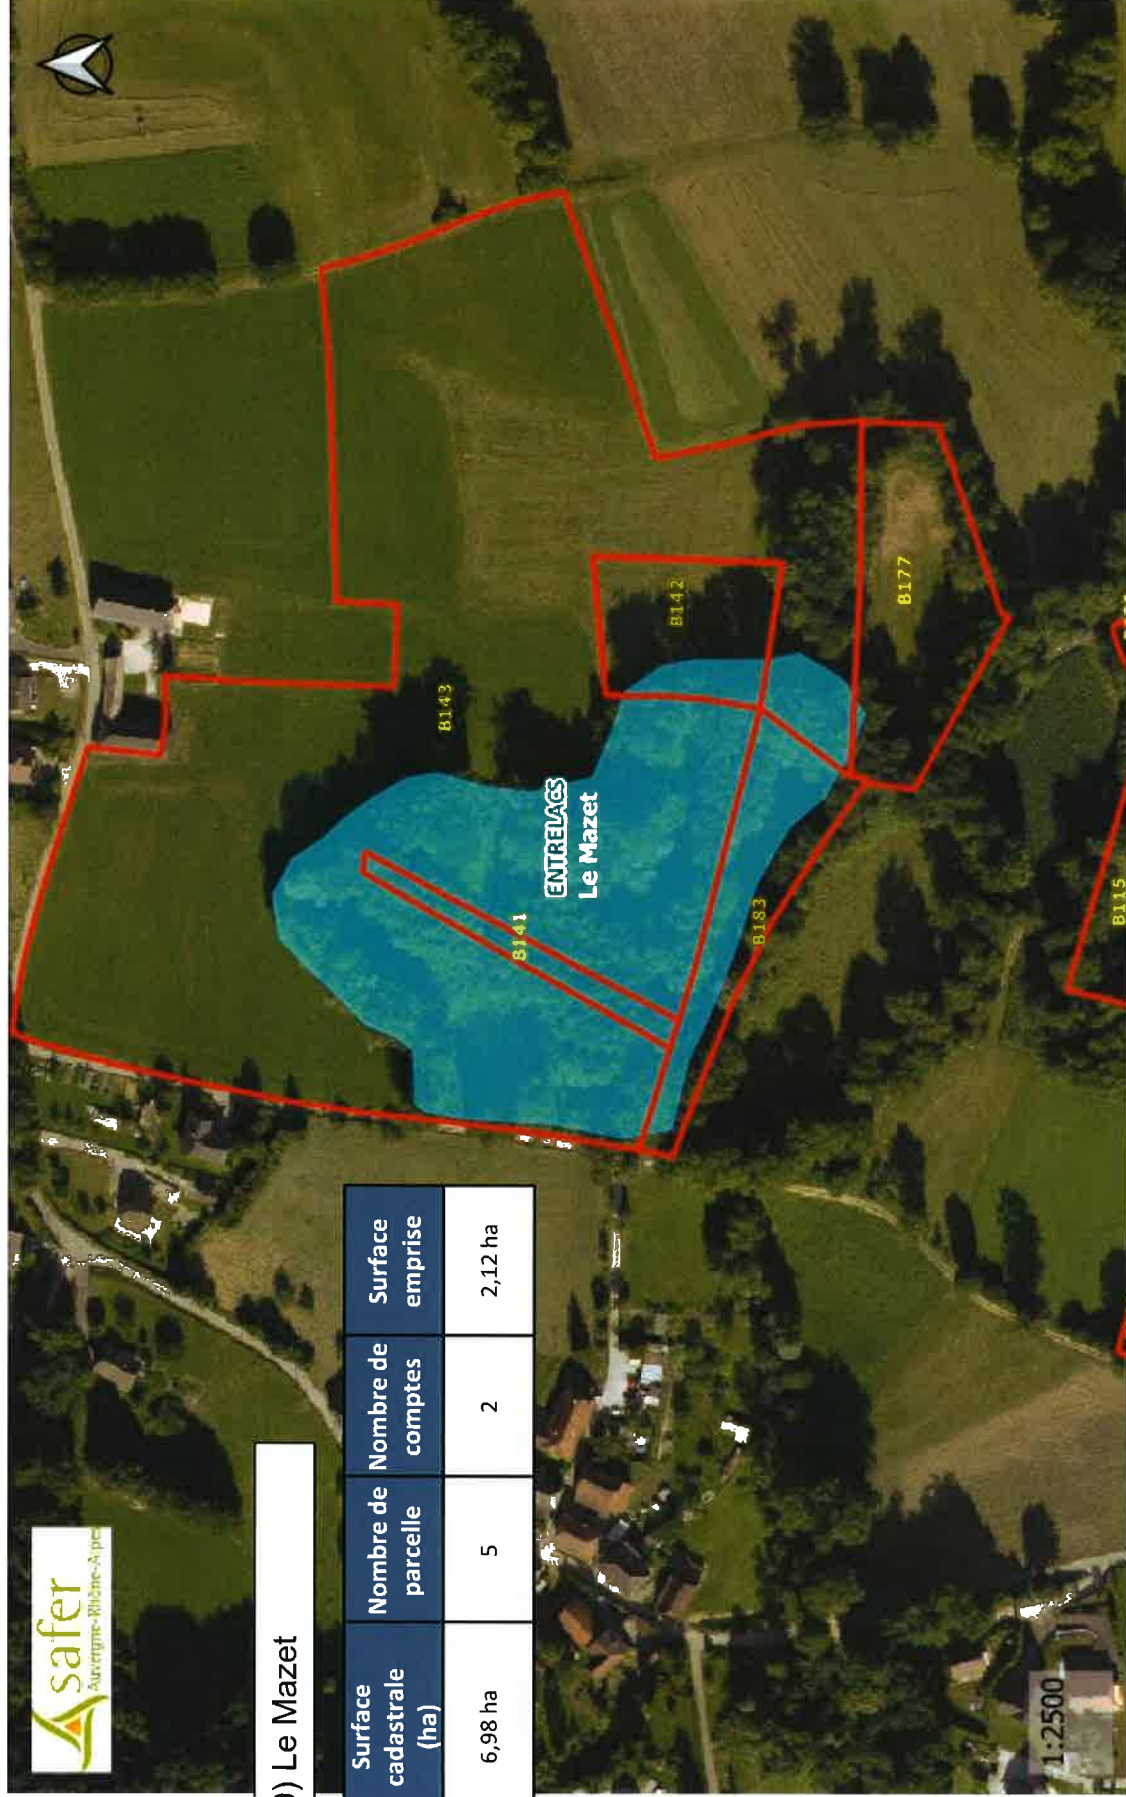 safer
Auvergne-Rhône-Alpes
) Le Mazet
Surface cadastrale (ha)
Nombre de parcelle
Nombre de comptes
Surface emprise
6,98 ha
5
2
2,12 ha
B143
B142
B177
ENTRELACS
Le Mazet
B141
B183
B115
1:2500